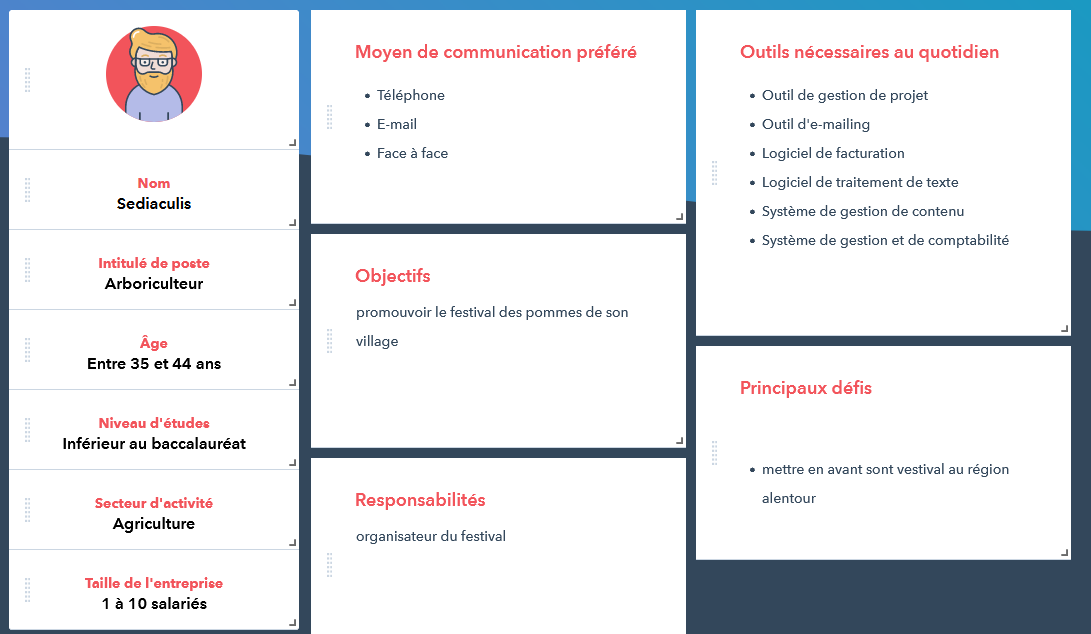 Nom
Sediaculis
Intitulé de poste
Arboriculteur
Âge
Entre 35 et 44 ans
Niveau d'études
Inférieur au baccalauréat
Secteur d'activité
Agriculture
Taille de l'entreprise
1 à 10 salariés
Moyen de communication préféré
• Téléphone
• E-mail
• Face à face
Objectifs
promouvoir le festival des pommes de son
village
Responsabilités
organisateur du festival
Outils nécessaires au quotidien
• Outil de gestion de projet
• Outil d'e-mailing
• Logiciel de facturation
• Logiciel de traitement de texte
• Système de gestion de contenu
• Système de gestion et de comptabilité
Principaux défis
• mettre en avant sont vestival au région
alentour